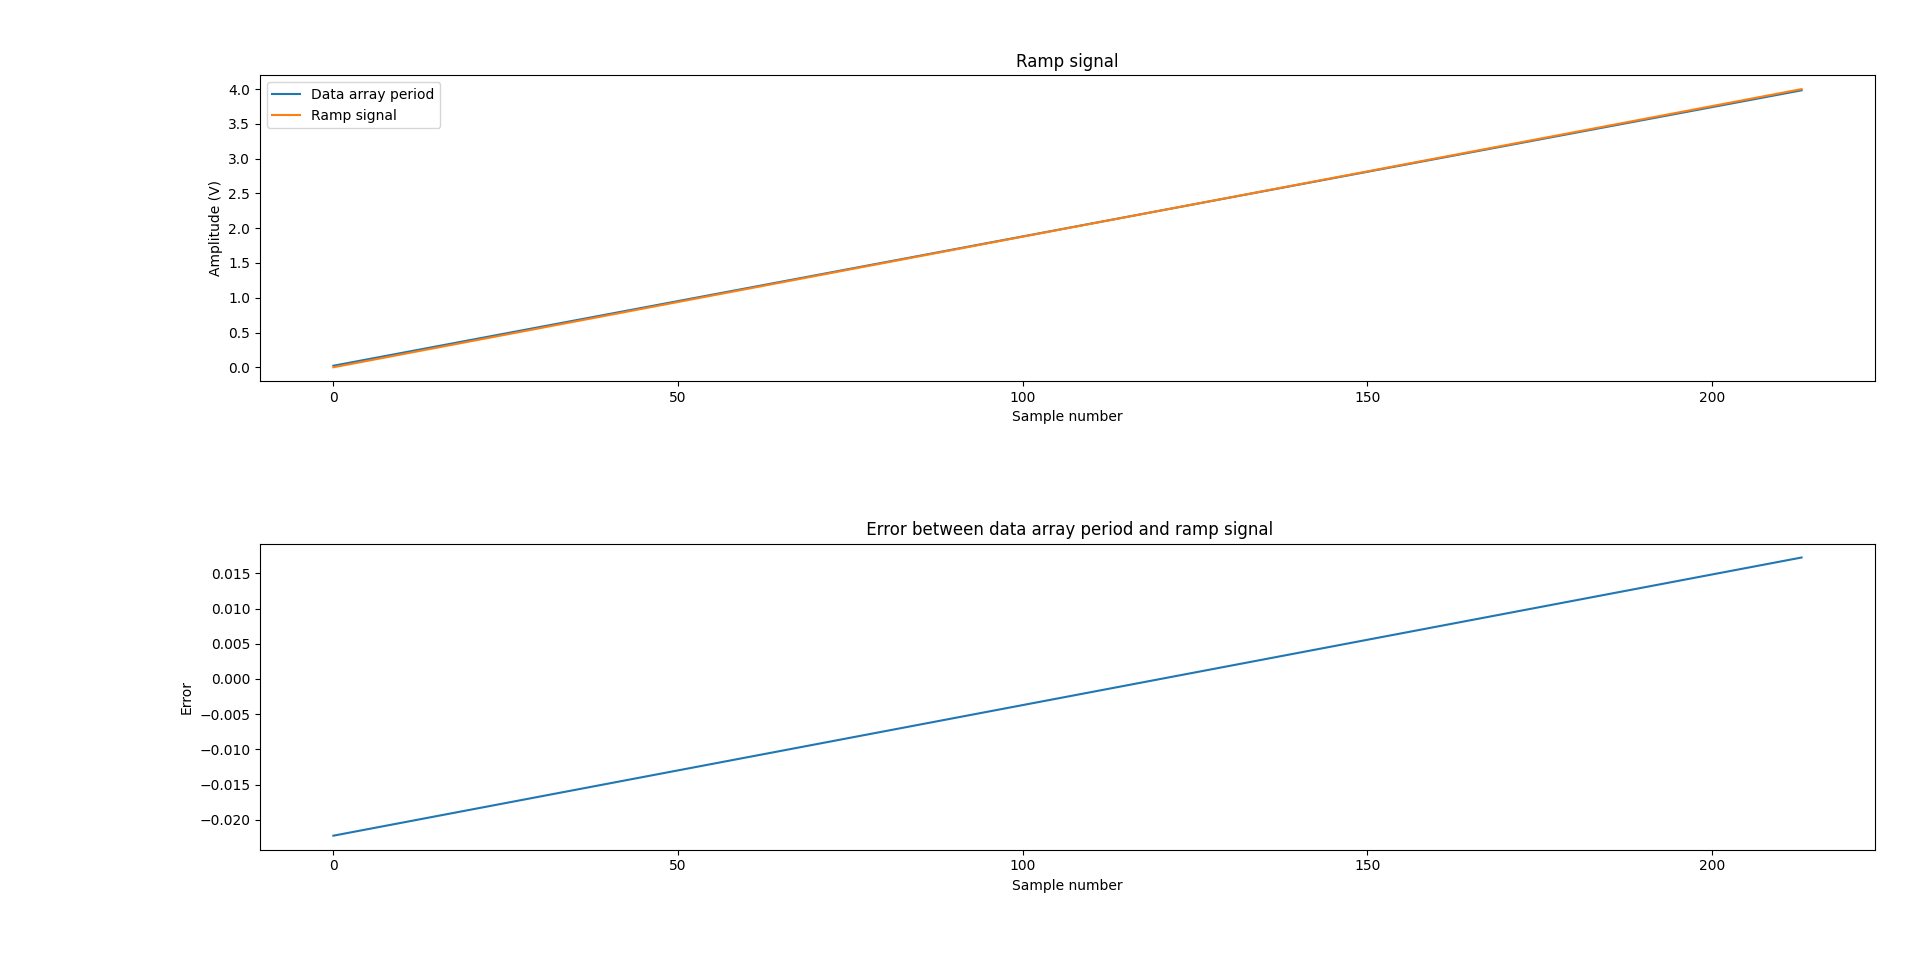 Ramp signal
Data array period
Ramp signal
4.0
3.5
3.0
2.5
2.0
1.5
1.0
0.5
0.0
Amplitude (V)
0 50 100 150 200
Sample number
Error between data array period and ramp signal
0.015
0.010
0.005
0.000
−0.005
−0.010
−0.015
−0.020
Error
0 50 100 150 200
Sample number